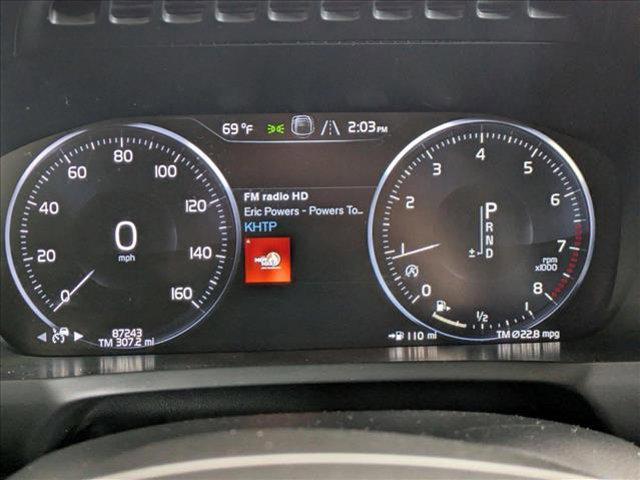 69 °F 2:03PM
FM radio HD
Eric Powers - Powers To...
KHTP
0 20 40 60 80 100 120 140 160
0
mph
87243
TM 307.2 mi
0 1 2 3 4 5 6 7 8
P
R
N
± D
rpm
x1000
A
0 1/2 1
110 mi
TM Ø22.8 mpg